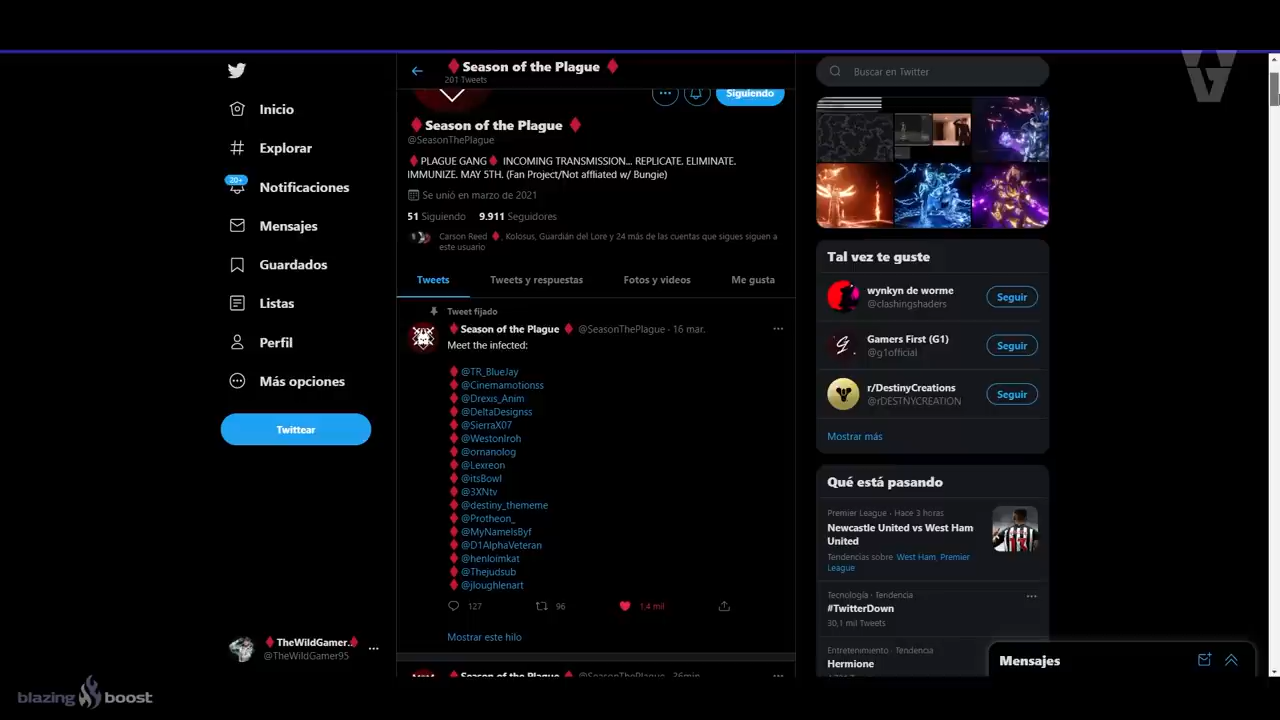 Season of the Plague
201 Tweets
Inicio
Explorar
20+
Notificaciones
Mensajes
Guardados
Listas
Perfil
Más opciones
Twittear
TheWildGamer..
@TheWildGamer95
blazing boost
Siguiendo
Season of the Plague
@SeasonThePlague
PLAGUE GANG INCOMING TRANSMISSION... REPLICATE. ELIMINATE.
IMMUNIZE. MAY 5TH. (Fan Project/Not affliated w/ Bungie)
Se unió en marzo de 2021
51 Siguiendo 9.911 Seguidores
Carson Reed , Kolosus, Guardián del Lore y 24 más de las cuentas que sigues siguen a
este usuario
Tweets Tweets y respuestas Fotos y videos Me gusta
Tweet fijado
Season of the Plague @SeasonThePlague · 16 mar.
Meet the infected:
@TR_BlueJay
@Cinemamotionss
@Drexis_Anim
@DeltaDesignss
@SierraX07
@WestonIroh
@ornanolog
@Lexreon
@itsBowl
@3XNtv
@destiny_thememe
@Protheon_
@MyNameIsByf
@D1AlphaVeteran
@henloimkat
@Thejudsub
@jloughlenart
127 96 1,4 mil
Mostrar este hilo
Season of the Plague @SeasonThePlague · 36min
Buscar en Twitter
Tal vez te guste
wynkyn de worme
@clashingshaders
Seguir
Gamers First (G1)
@g1official
Seguir
r/DestinyCreations
@rDESTNYCREATION
Seguir
Mostrar más
Qué está pasando
Premier League · Hace 3 horas
Newcastle United vs West Ham
United
Tendencias sobre West Ham, Premier
League
Tecnología · Tendencia
#TwitterDown
30,1 mil Tweets
Entretenimiento · Tendencia
Hermione
Mensajes